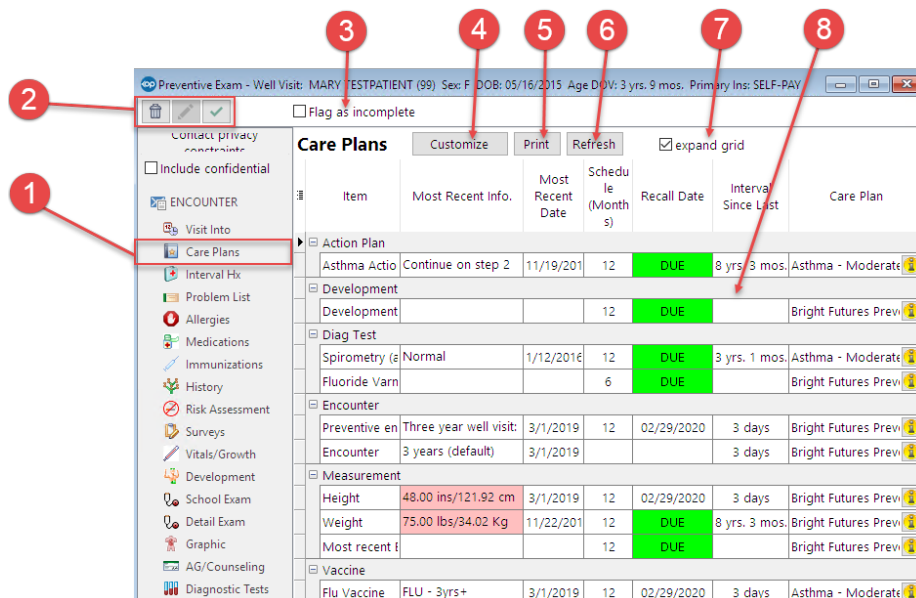 3
4
5
6
7
8
2
1
Preventive Exam - Well Visit: MARY TESTPATIENT (99) Sex: F DOB: 05/16/2015 Age DOV: 3 yrs. 9 mos. Primary Ins: SELF-PAY
Flag as incomplete
Contact privacy
constraints
Include confidential
ENCOUNTER
Visit Into
Care Plans
Interval Hx
Problem List
Allergies
Medications
Immunizations
History
Risk Assessment
Surveys
Vitals/Growth
Development
School Exam
Detail Exam
Graphic
AG/Counseling
Diagnostic Tests
Care Plans Customize Print Refresh expand grid
Item Most Recent Info. Most Recent Date Schedu le (Month s) Recall Date Interval Since Last Care Plan
Action Plan
Asthma Actio Continue on step 2 11/19/201 12 DUE 8 yrs. 3 mos. Asthma - Moderate
Development
Development 12 DUE Bright Futures Prev
Diag Test
Spirometry (a Normal 1/12/2016 12 DUE 3 yrs. 1 mos. Asthma - Moderate
Fluoride Varn 6 DUE Bright Futures Prev
Encounter
Preventive en Three year well visit: 3/1/2019 12 02/29/2020 3 days Bright Futures Prev
Encounter 3 years (default) 3/1/2019 3 days Bright Futures Prev
Measurement
Height 48.00 ins/121.92 cm 3/1/2019 12 02/29/2020 3 days Bright Futures Prev
Weight 75.00 lbs/34.02 Kg 11/22/201 12 DUE 8 yrs. 3 mos. Bright Futures Prev
Most recent 12 DUE Bright Futures Prev
Vaccine
Flu Vaccine FLU - 3yrs+ 3/1/2019 12 02/29/2020 3 days Asthma - Moderate